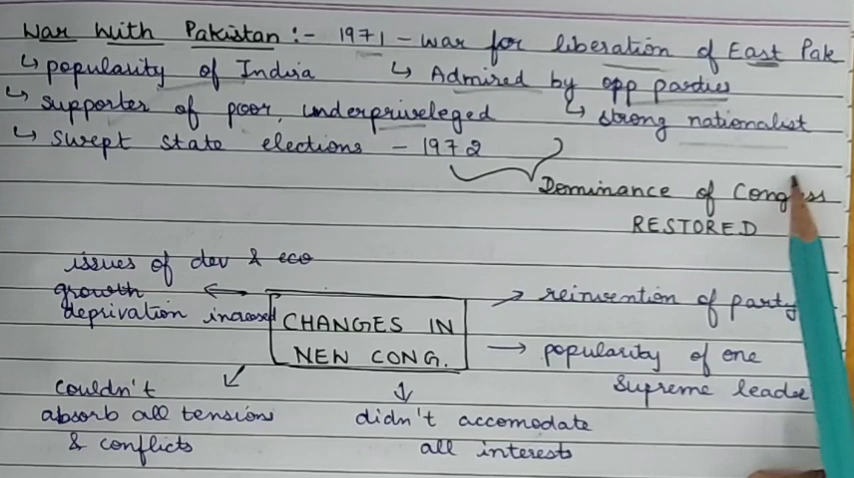 War with Pakistan :- 1971 - war for liberation of East Pak
↳ popularity of Indira ↳ Admired by opp parties
↳ supporter of poor, underpriveleged ↳ strong nationalist
↳ swept state elections - 1972
Dominance of Congress
RESTORED
issues of dev & eco
growth
deprivation increased
CHANGES IN
NEW CONG.
→ reinvention of party
→ popularity of one
supreme leader
couldn't
absorb all tensions
& conflicts
didn't accomodate
all interests